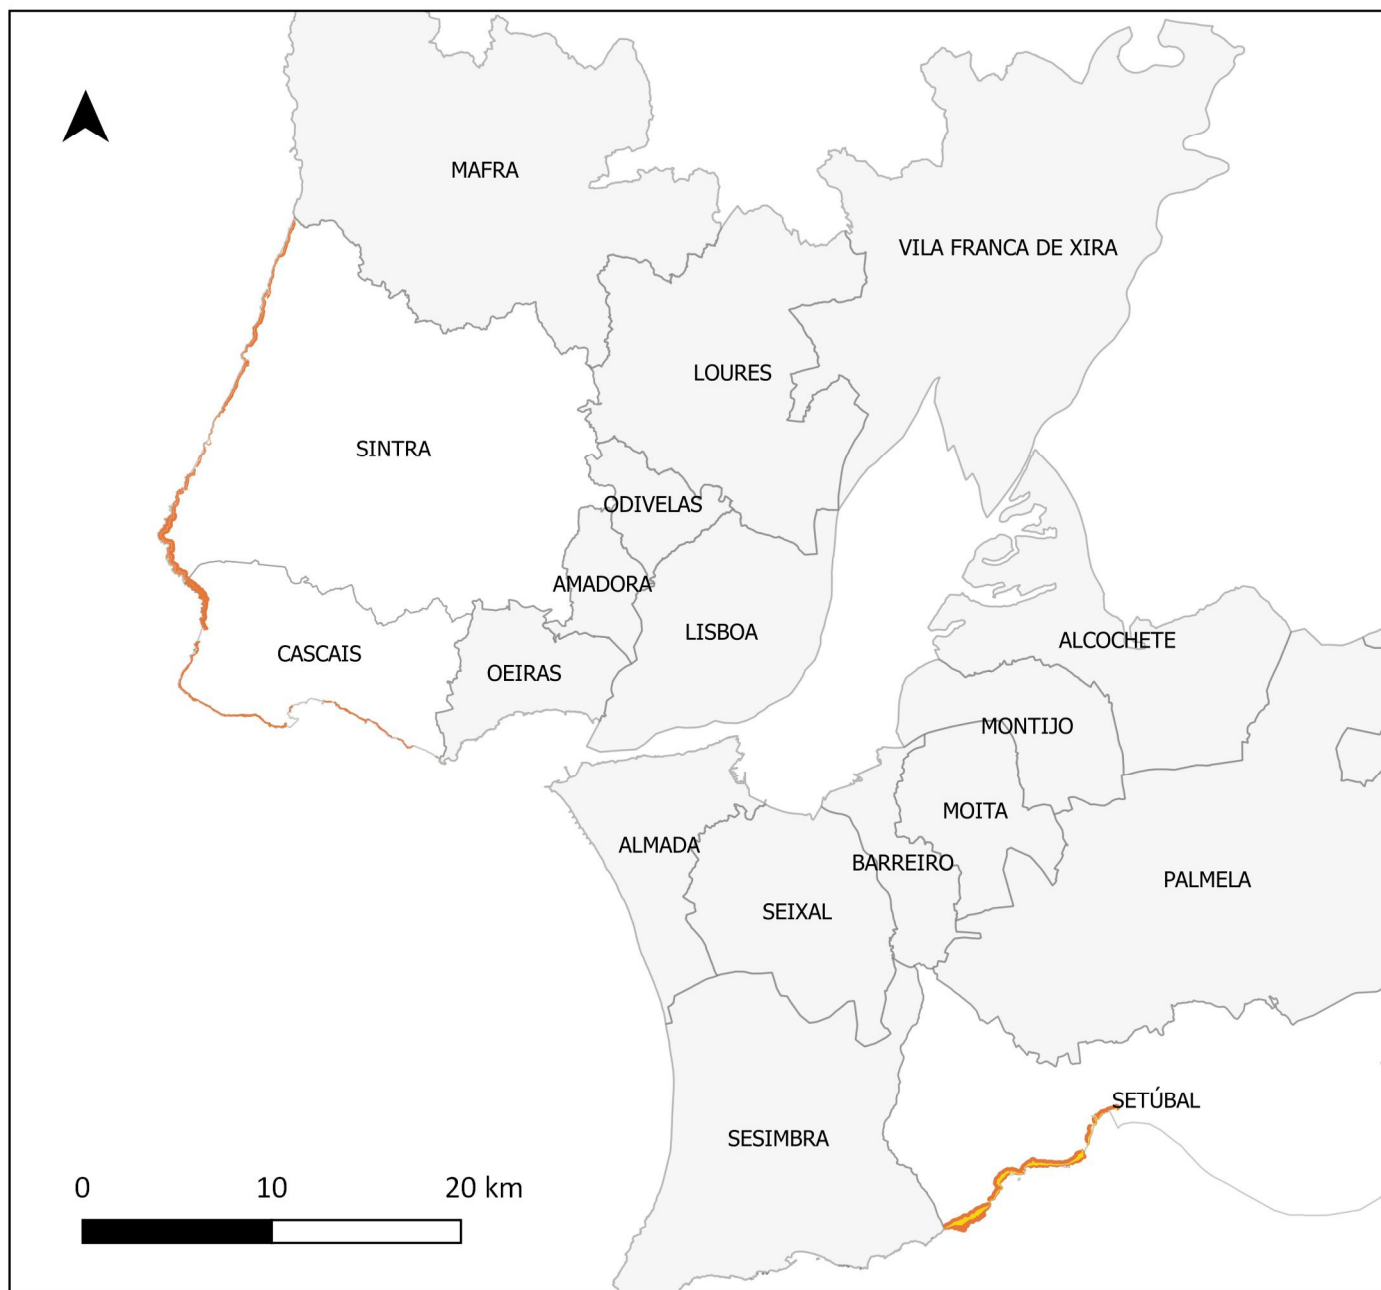 MAFRA
VILA FRANCA DE XIRA
LOURES
SINTRA
ODIVELAS
AMADORA
LISBOA
ALCOCHETE
CASCAIS
OEIRAS
MONTIJO
MOITA
ALMADA
BARREIRO
PALMELA
SEIXAL
SETÚBAL
SESIMBRA
0 10 20 km